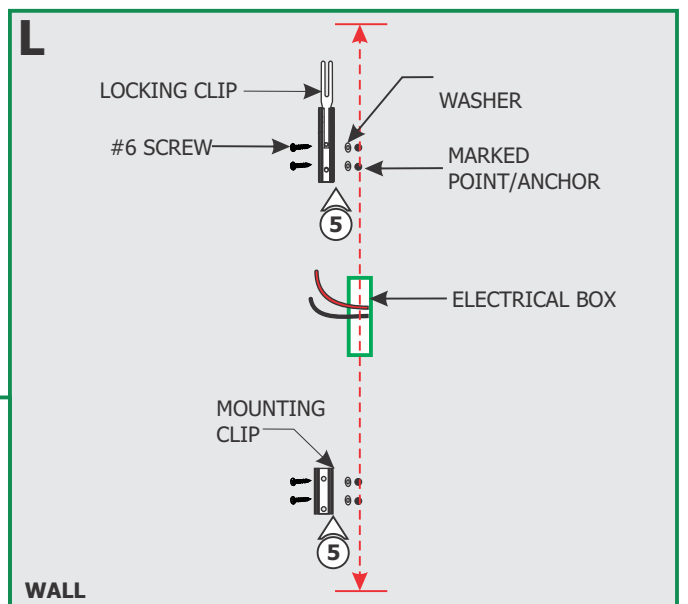 L
LOCKING CLIP
WASHER
#6 SCREW
MARKED
POINT/ANCHOR
5
ELECTRICAL BOX
MOUNTING
CLIP
5
WALL